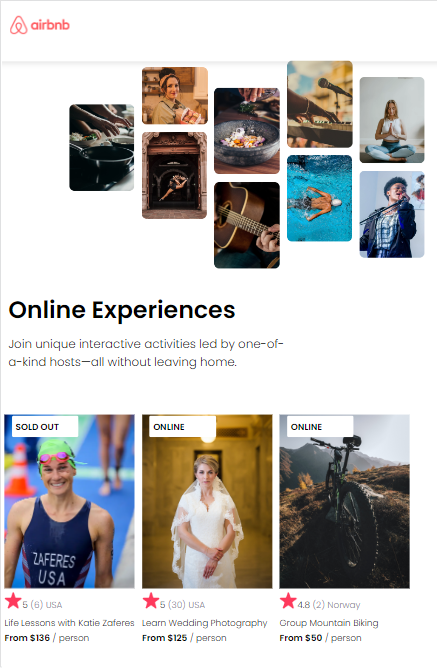 airbnb
Online Experiences
Join unique interactive activities led by one-of-
a-kind hosts—all without leaving home.
SOLD OUT
ONLINE
ONLINE
ZAFERES
USA
5 (6) USA
5 (30) USA
4.8 (2) Norway
Life Lessons with Katie Zaferes
Learn Wedding Photography
Group Mountain Biking
From $136 / person
From $125 / person
From $50 / person